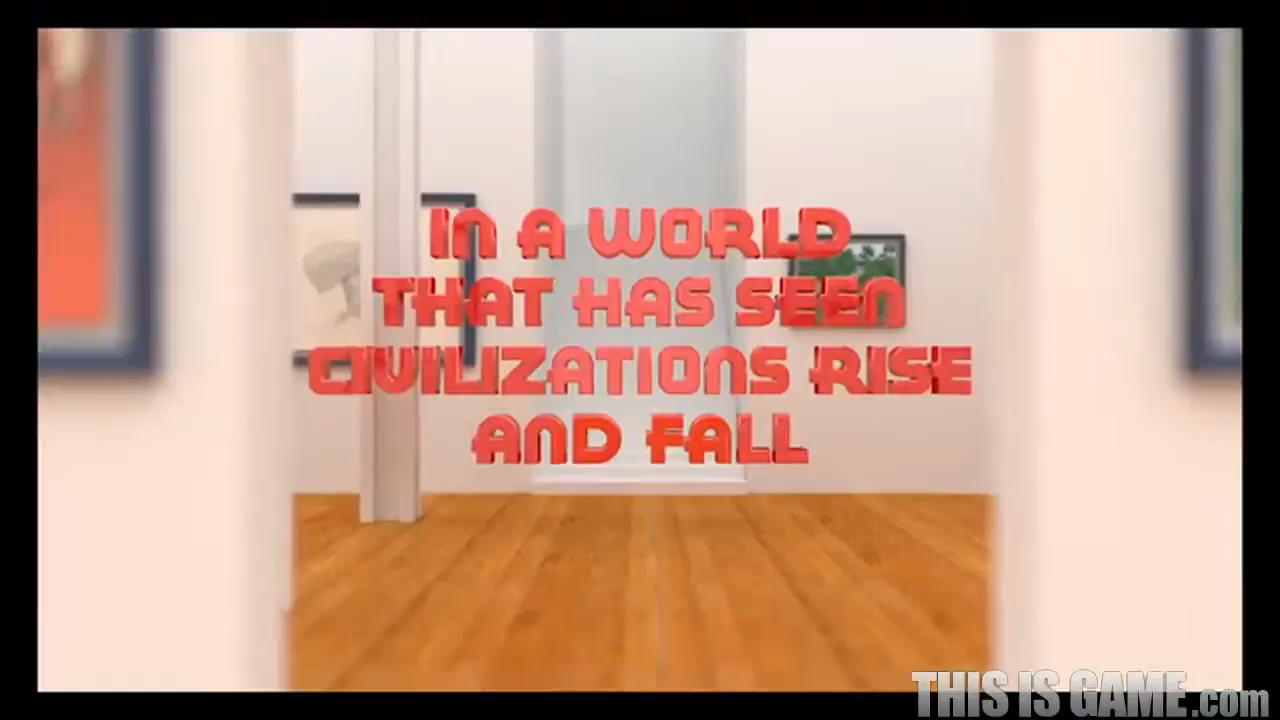 IN A WORLD
THAT HAS SEEN
CIVILIZATIONS RISE
AND FALL
THIS IS GAME.com